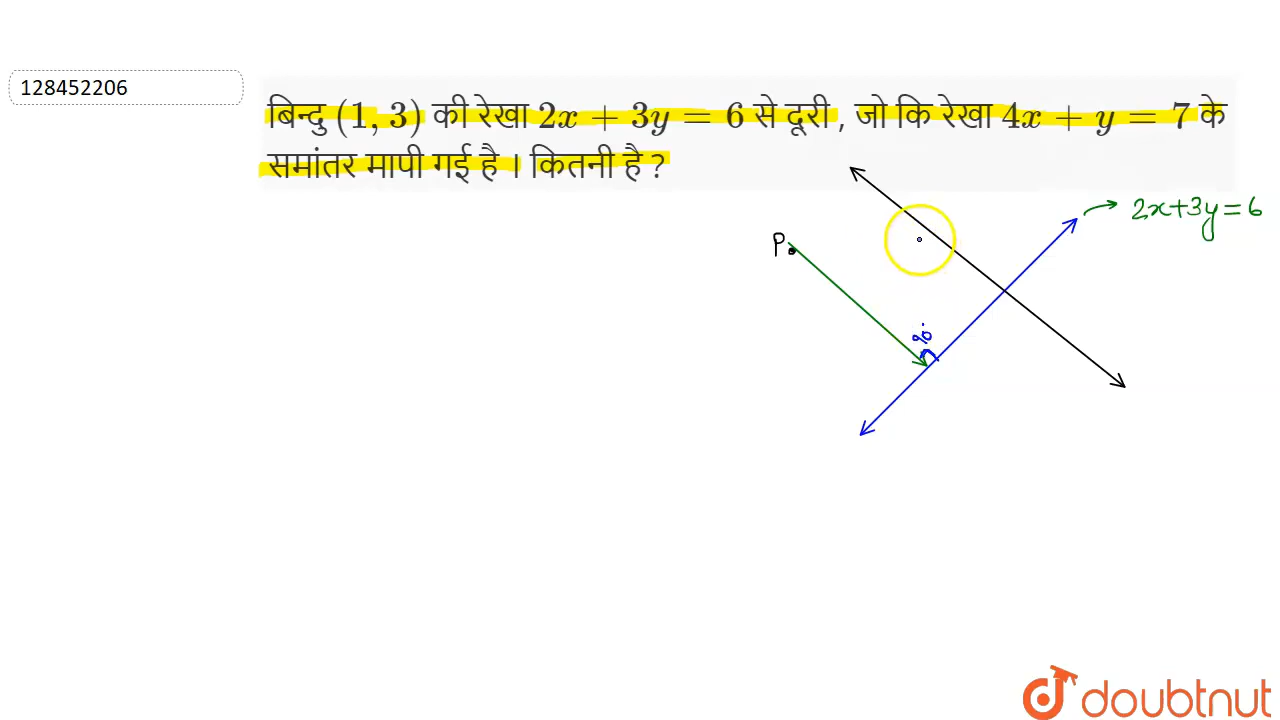 128452206
बिन्दु (1, 3) की रेखा 2x + 3y = 6 से दूरी , जो कि रेखा 4x + y = 7 के
समांतर मापी गई है । कितनी है ?
2x+3y=6
P
doubtnut